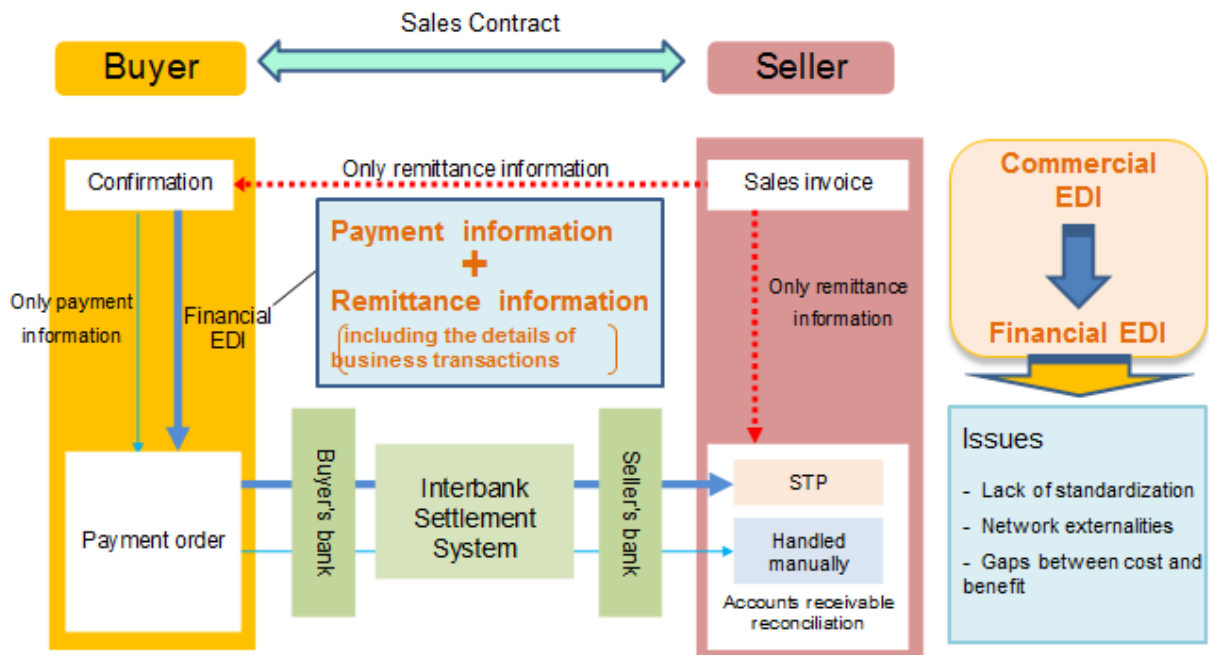 Sales Contract
Buyer
Seller
Only remittance information
Confirmation
Sales invoice
Payment information
+
Remittance information
(including the details of
business transactions)
Only payment
information
Financial
EDI
Only remittance
information
Commercial
EDI
Financial EDI
Buyer's bank
Interbank
Settlement
System
Seller's bank
Payment order
STP
Handled
manually
Accounts receivable
reconciliation
Issues
- Lack of standardization
- Network externalities
- Gaps between cost and
benefit